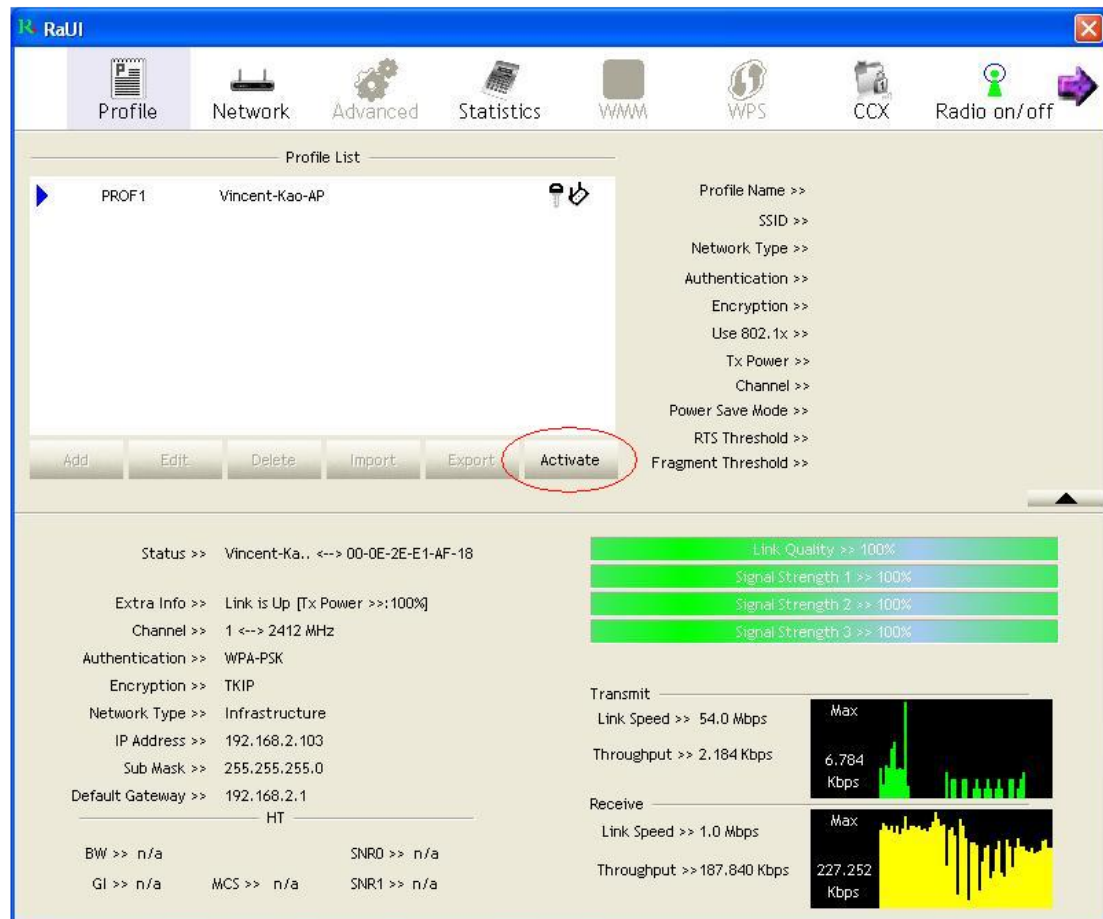 RaUI
Profile Network Advanced Statistics WMM WPS CCX Radio on/off
Profile List
PROF1 Vincent-Kao-AP
Add Edit Delete Import Export Activate
Profile Name >>
SSID >>
Network Type >>
Authentication >>
Encryption >>
Use 802.1x >>
Tx Power >>
Channel >>
Power Save Mode >>
RTS Threshold >>
Fragment Threshold >>
Status >> Vincent-Ka.. <--> 00-0E-2E-E1-AF-18
Extra Info >> Link is Up [Tx Power >>:100%]
Channel >> 1 <--> 2412 MHz
Authentication >> WPA-PSK
Encryption >> TKIP
Network Type >> Infrastructure
IP Address >> 192.168.2.103
Sub Mask >> 255.255.255.0
Default Gateway >> 192.168.2.1
HT
BW >> n/a SNR0 >> n/a
GI >> n/a MCS >> n/a SNR1 >> n/a
Link Quality >> 100%
Signal Strength 1 >> 100%
Signal Strength 2 >> 100%
Signal Strength 3 >> 100%
Transmit
Link Speed >> 54.0 Mbps
Throughput >> 2.184 Kbps
Max
6.784
Kbps
Receive
Link Speed >> 1.0 Mbps
Throughput >> 187.840 Kbps
Max
227.252
Kbps